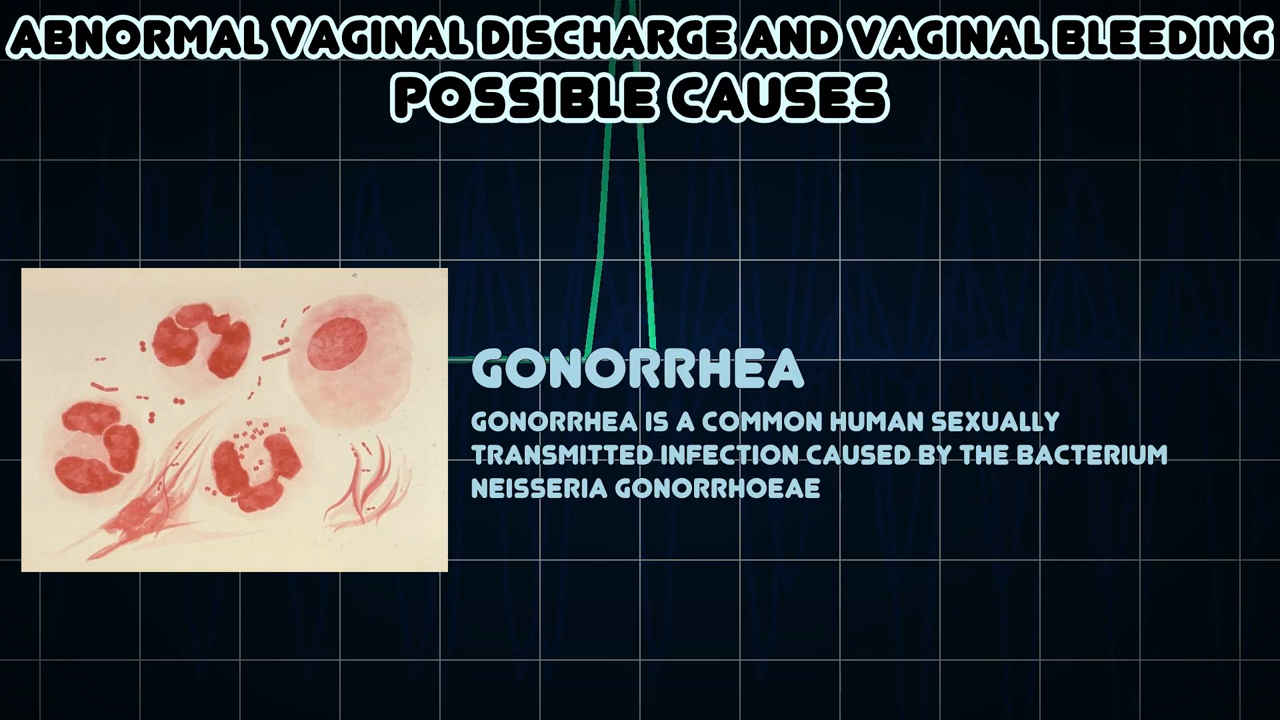 ABNORMAL VAGINAL DISCHARGE AND VAGINAL BLEEDING
POSSIBLE CAUSES
GONORRHEA
GONORRHEA IS A COMMON HUMAN SEXUALLY
TRANSMITTED INFECTION CAUSED BY THE BACTERIUM
NEISSERIA GONORRHOEAE